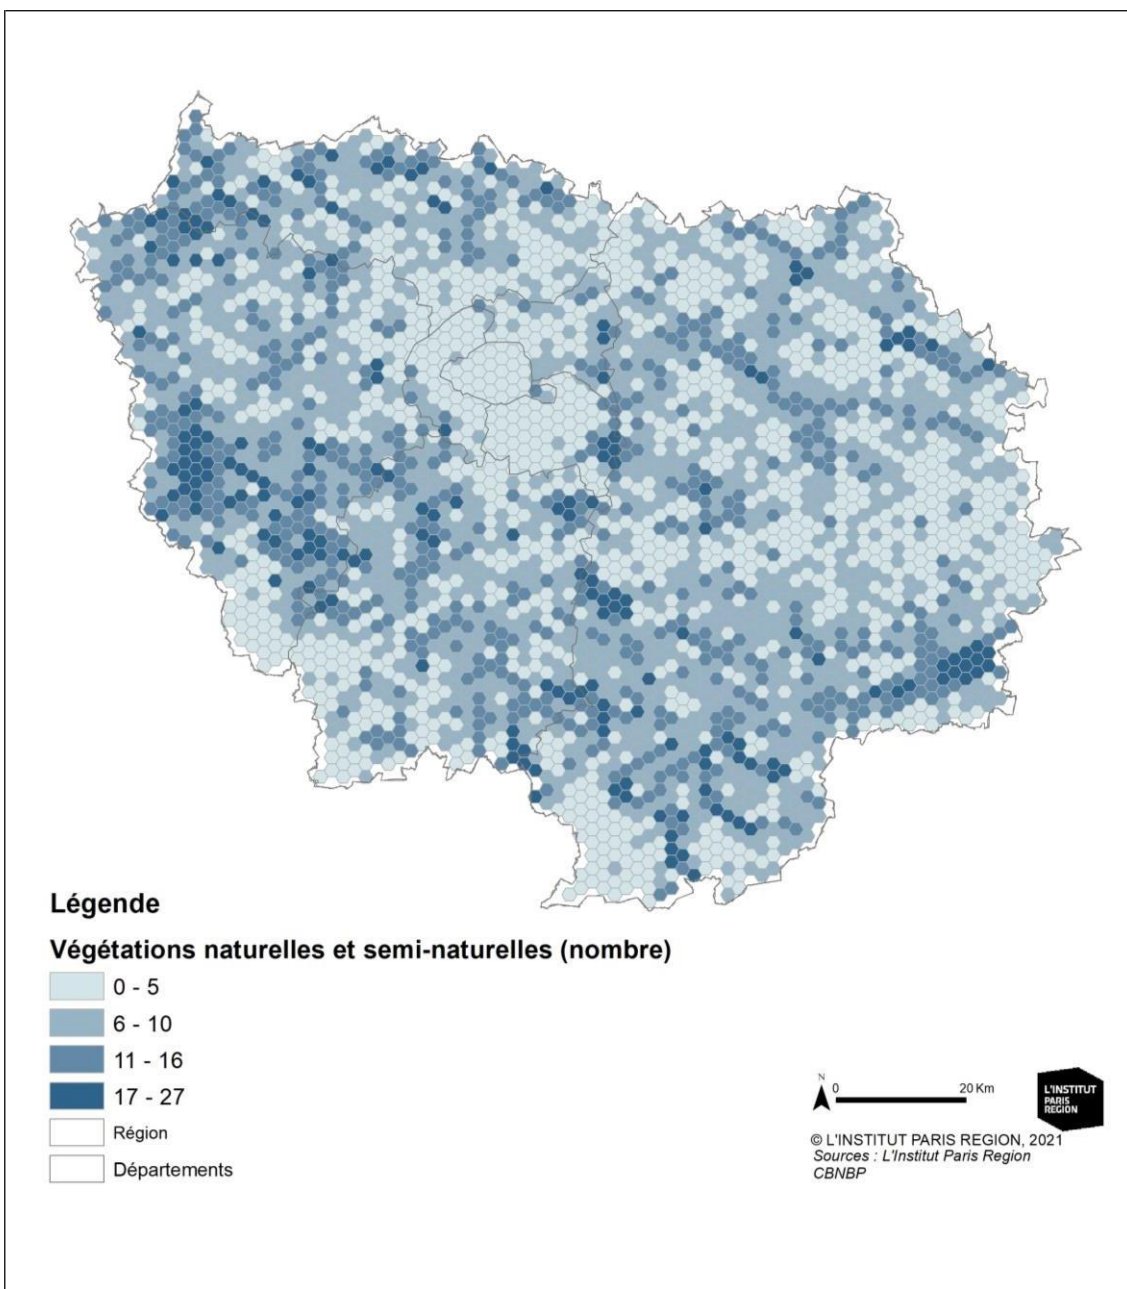 Légende
Végétations naturelles et semi-naturelles (nombre)
0 - 5
6 - 10
11 - 16
17 - 27
Région
Départements
N
0 20 Km
L'INSTITUT
PARIS
REGION
© L'INSTITUT PARIS REGION, 2021
Sources : L'Institut Paris Region
CBNBP